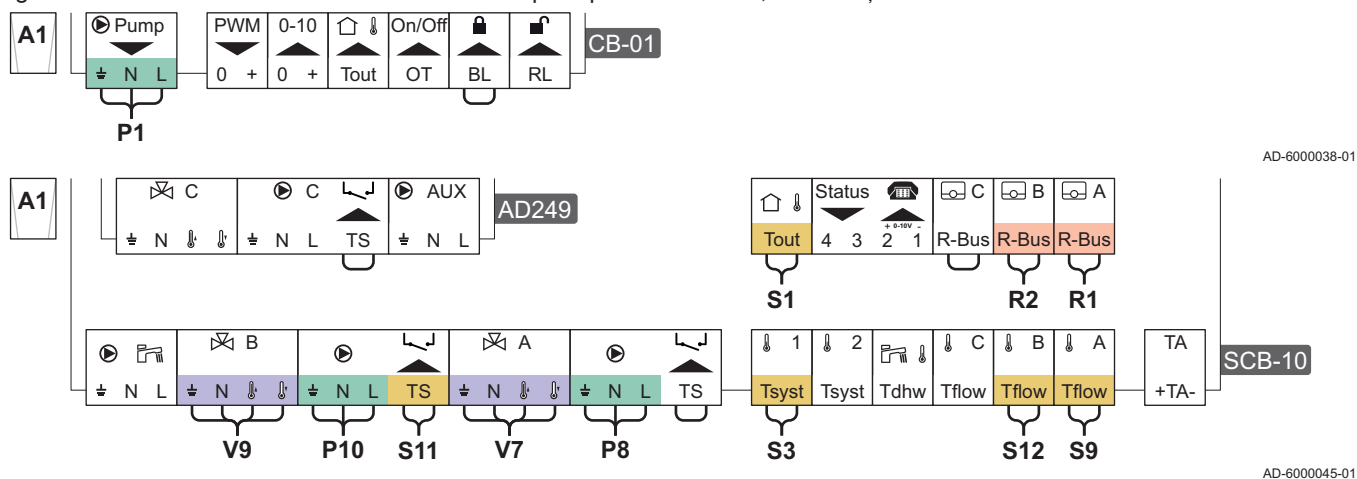 A1 Pump PWM 0-10 On/Off CB-01
N L 0 + 0 + Tout OT BL RL
P1
AD-6000038-01
A1 C C AUX AD249 Status C B A
N N L TS N L Tout 4 3 + 0-10V - 2 1 R-Bus R-Bus R-Bus
S1 R2 R1
B A 1 2 C B A TA SCB-10
N L N N L TS N N L TS Tsyst Tsyst Tdhw Tflow Tflow Tflow +TA-
V9 P10 S11 V7 P8 S3 S12 S9
AD-6000045-01